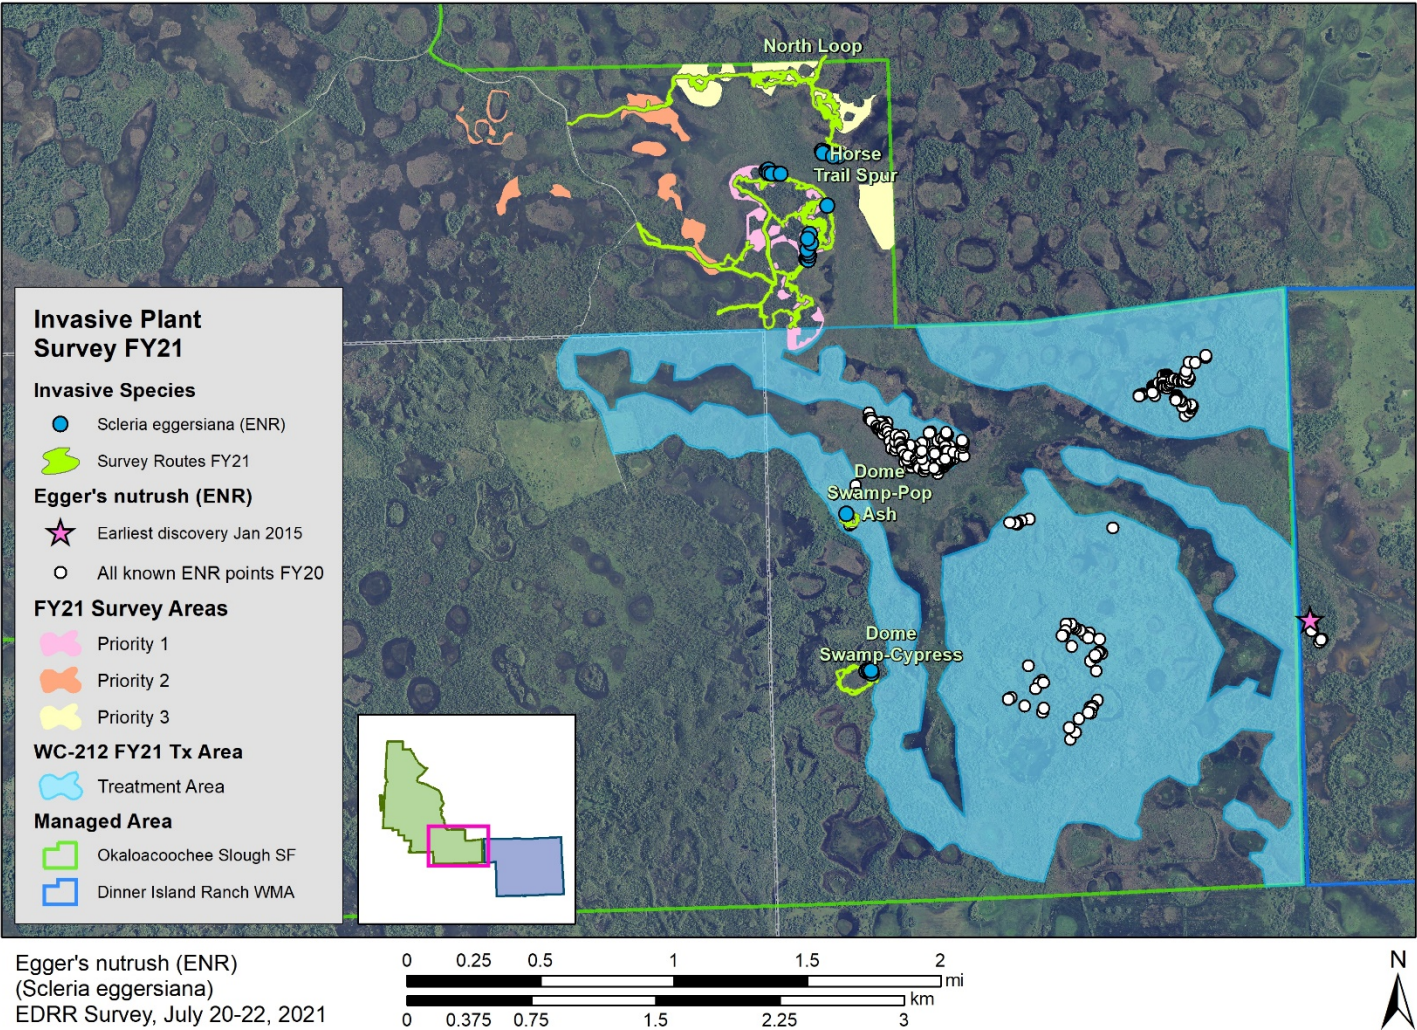 North Loop
Horse
Trail Spur
Dome
Swamp-Pop
Ash
Dome
Swamp-Cypress
Invasive Plant
Survey FY21
Invasive Species
Scleria eggersiana (ENR)
Survey Routes FY21
Egger's nutrush (ENR)
Earliest discovery Jan 2015
All known ENR points FY20
FY21 Survey Areas
Priority 1
Priority 2
Priority 3
WC-212 FY21 Tx Area
Treatment Area
Managed Area
Okaloacoochee Slough SF
Dinner Island Ranch WMA
Egger's nutrush (ENR)
(Scleria eggersiana)
EDRR Survey, July 20-22, 2021
0 0.25 0.5 1 1.5 2
mi
km
0 0.375 0.75 1.5 2.25 3
N